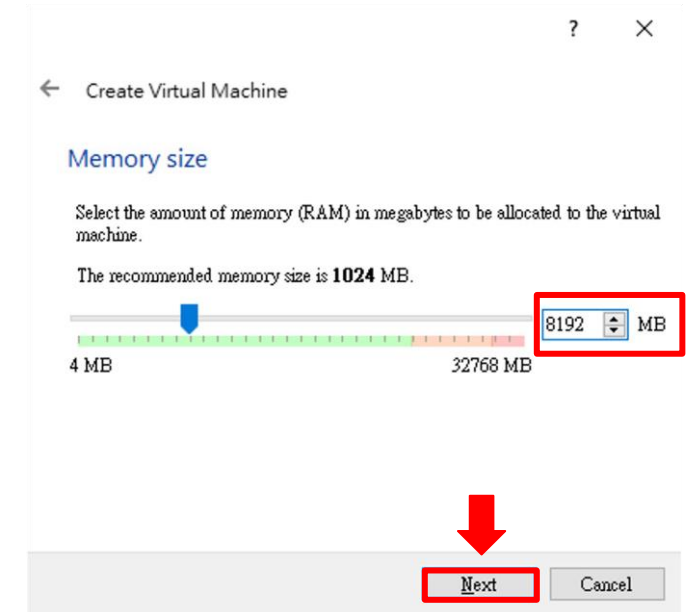 ?
← Create Virtual Machine
Memory size
Select the amount of memory (RAM) in megabytes to be allocated to the virtual
machine.
The recommended memory size is 1024 MB.
8192 MB
4 MB 32768 MB
Next Cancel